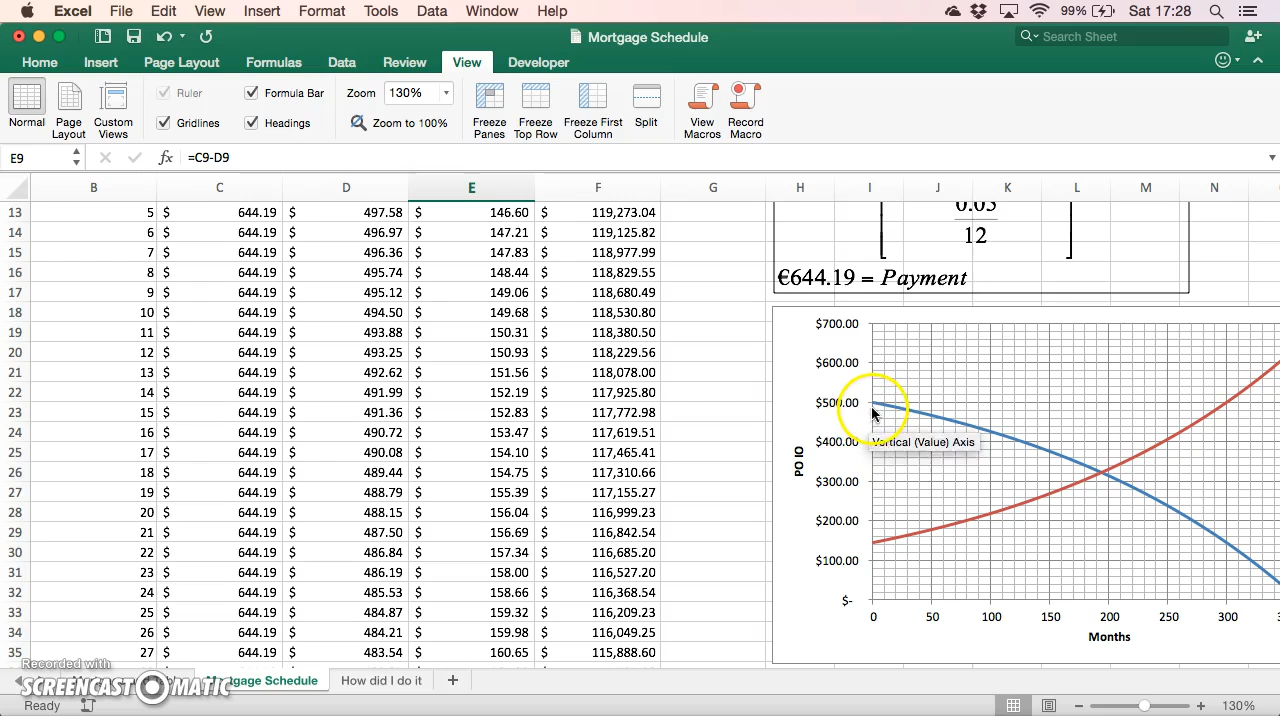 Excel File Edit View Insert Format Tools Data Window Help 99% Sat 17:28
Mortgage Schedule
Search Sheet
Home Insert Page Layout Formulas Data Review View Developer
Normal
Page Layout
Custom Views
Ruler
Formula Bar
Gridlines
Headings
Zoom 130%
Zoom to 100%
Freeze Panes
Freeze Top Row
Freeze First Column
Split
View Macros
Record Macro
E9 fx =C9-D9
B C D E F G H I J K L M N
13 5 $ 644.19 $ 497.58 $ 146.60 $ 119,273.04
14 6 $ 644.19 $ 496.97 $ 147.21 $ 119,125.82
15 7 $ 644.19 $ 496.36 $ 147.83 $ 118,977.99
16 8 $ 644.19 $ 495.74 $ 148.44 $ 118,829.55
17 9 $ 644.19 $ 495.12 $ 149.06 $ 118,680.49
18 10 $ 644.19 $ 494.50 $ 149.68 $ 118,530.80
19 11 $ 644.19 $ 493.88 $ 150.31 $ 118,380.50
20 12 $ 644.19 $ 493.25 $ 150.93 $ 118,229.56
21 13 $ 644.19 $ 492.62 $ 151.56 $ 118,078.00
22 14 $ 644.19 $ 491.99 $ 152.19 $ 117,925.80
23 15 $ 644.19 $ 491.36 $ 152.83 $ 117,772.98
24 16 $ 644.19 $ 490.72 $ 153.47 $ 117,619.51
25 17 $ 644.19 $ 490.08 $ 154.10 $ 117,465.41
26 18 $ 644.19 $ 489.44 $ 154.75 $ 117,310.66
27 19 $ 644.19 $ 488.79 $ 155.39 $ 117,155.27
28 20 $ 644.19 $ 488.15 $ 156.04 $ 116,999.23
29 21 $ 644.19 $ 487.50 $ 156.69 $ 116,842.54
30 22 $ 644.19 $ 486.84 $ 157.34 $ 116,685.20
31 23 $ 644.19 $ 486.19 $ 158.00 $ 116,527.20
32 24 $ 644.19 $ 485.53 $ 158.66 $ 116,368.54
33 25 $ 644.19 $ 484.87 $ 159.32 $ 116,209.23
34 26 $ 644.19 $ 484.21 $ 159.98 $ 116,049.25
35 27 $ 644.19 $ 483.54 $ 160.65 $ 115,888.60
0.05
12
€644.19 = Payment
$700.00
$600.00
$500.00
$400.00
Vertical (Value) Axis
PO IO
$300.00
$200.00
$100.00
$-
0 50 100 150 200 250 300
Months
Recorded with
SCREENCAST-O-MATIC
Mortgage Schedule How did I do it
Ready 130%